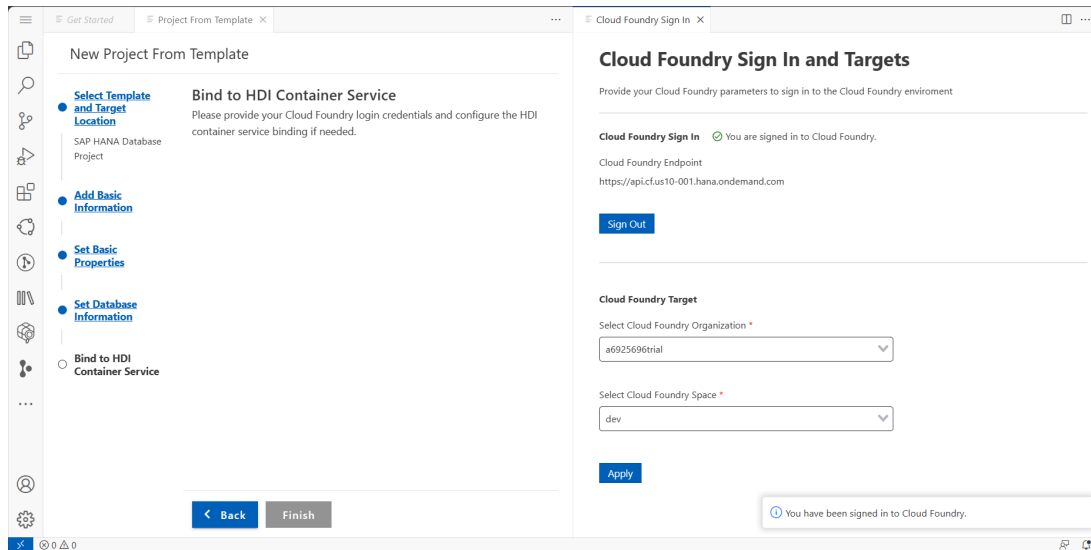 Get Started
Project From Template
Cloud Foundry Sign In
New Project From Template
Select Template
and Target
Location
SAP HANA Database
Project
Add Basic
Information
Set Basic
Properties
Set Database
Information
Bind to HDI
Container Service
Bind to HDI Container Service
Please provide your Cloud Foundry login credentials and configure the HDI
container service binding if needed.
Back
Finish
Cloud Foundry Sign In and Targets
Provide your Cloud Foundry parameters to sign in to the Cloud Foundry enviroment
Cloud Foundry Sign In You are signed in to Cloud Foundry.
Cloud Foundry Endpoint
https://api.cf.us10-001.hana.ondemand.com
Sign Out
Cloud Foundry Target
Select Cloud Foundry Organization *
a6925696trial
Select Cloud Foundry Space *
dev
Apply
You have been signed in to Cloud Foundry.
0 0